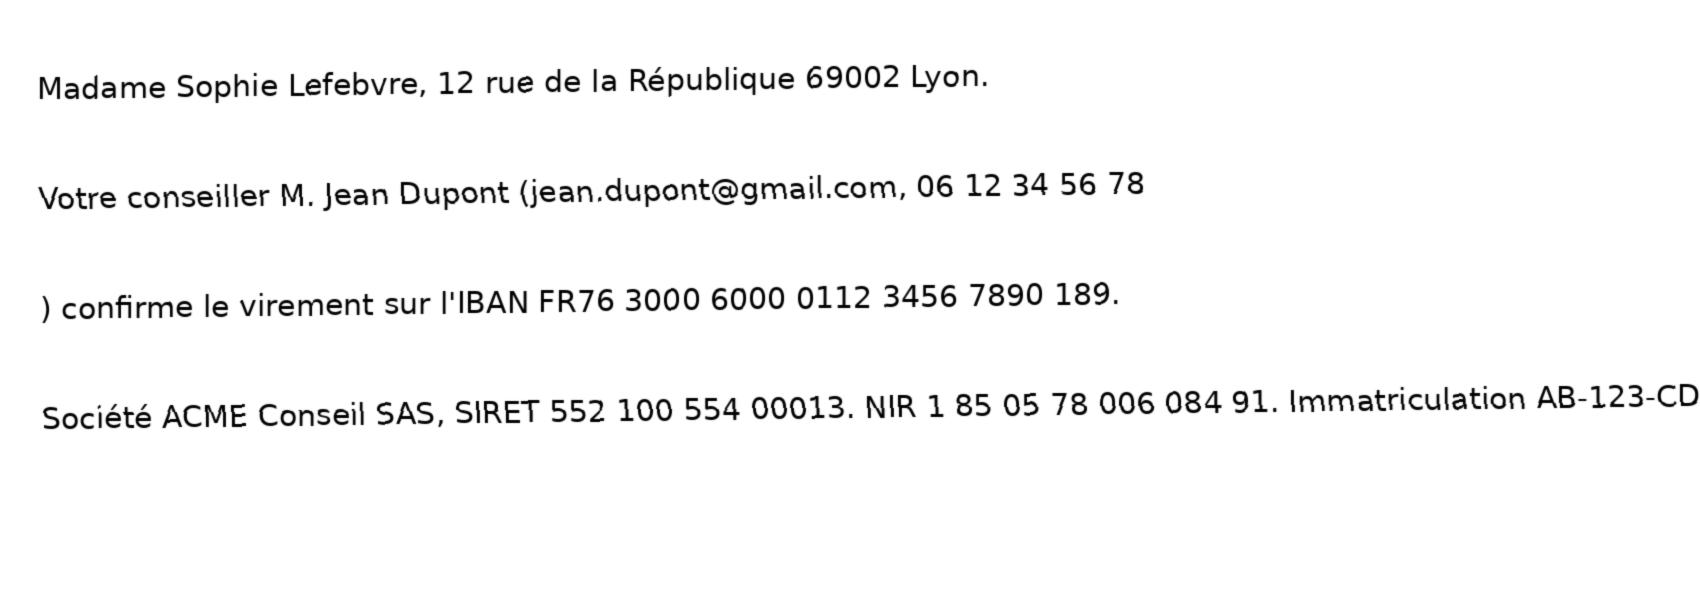 Madame Sophie Lefebvre, 12 rue de la République 69002 Lyon.
Votre conseiller M. Jean Dupont (jean.dupont@gmail.com, 06 12 34 56 78
) confirme le virement sur l'IBAN FR76 3000 6000 0112 3456 7890 189.
Société ACME Conseil SAS, SIRET 552 100 554 00013. NIR 1 85 05 78 006 084 91. Immatriculation AB-123-CD